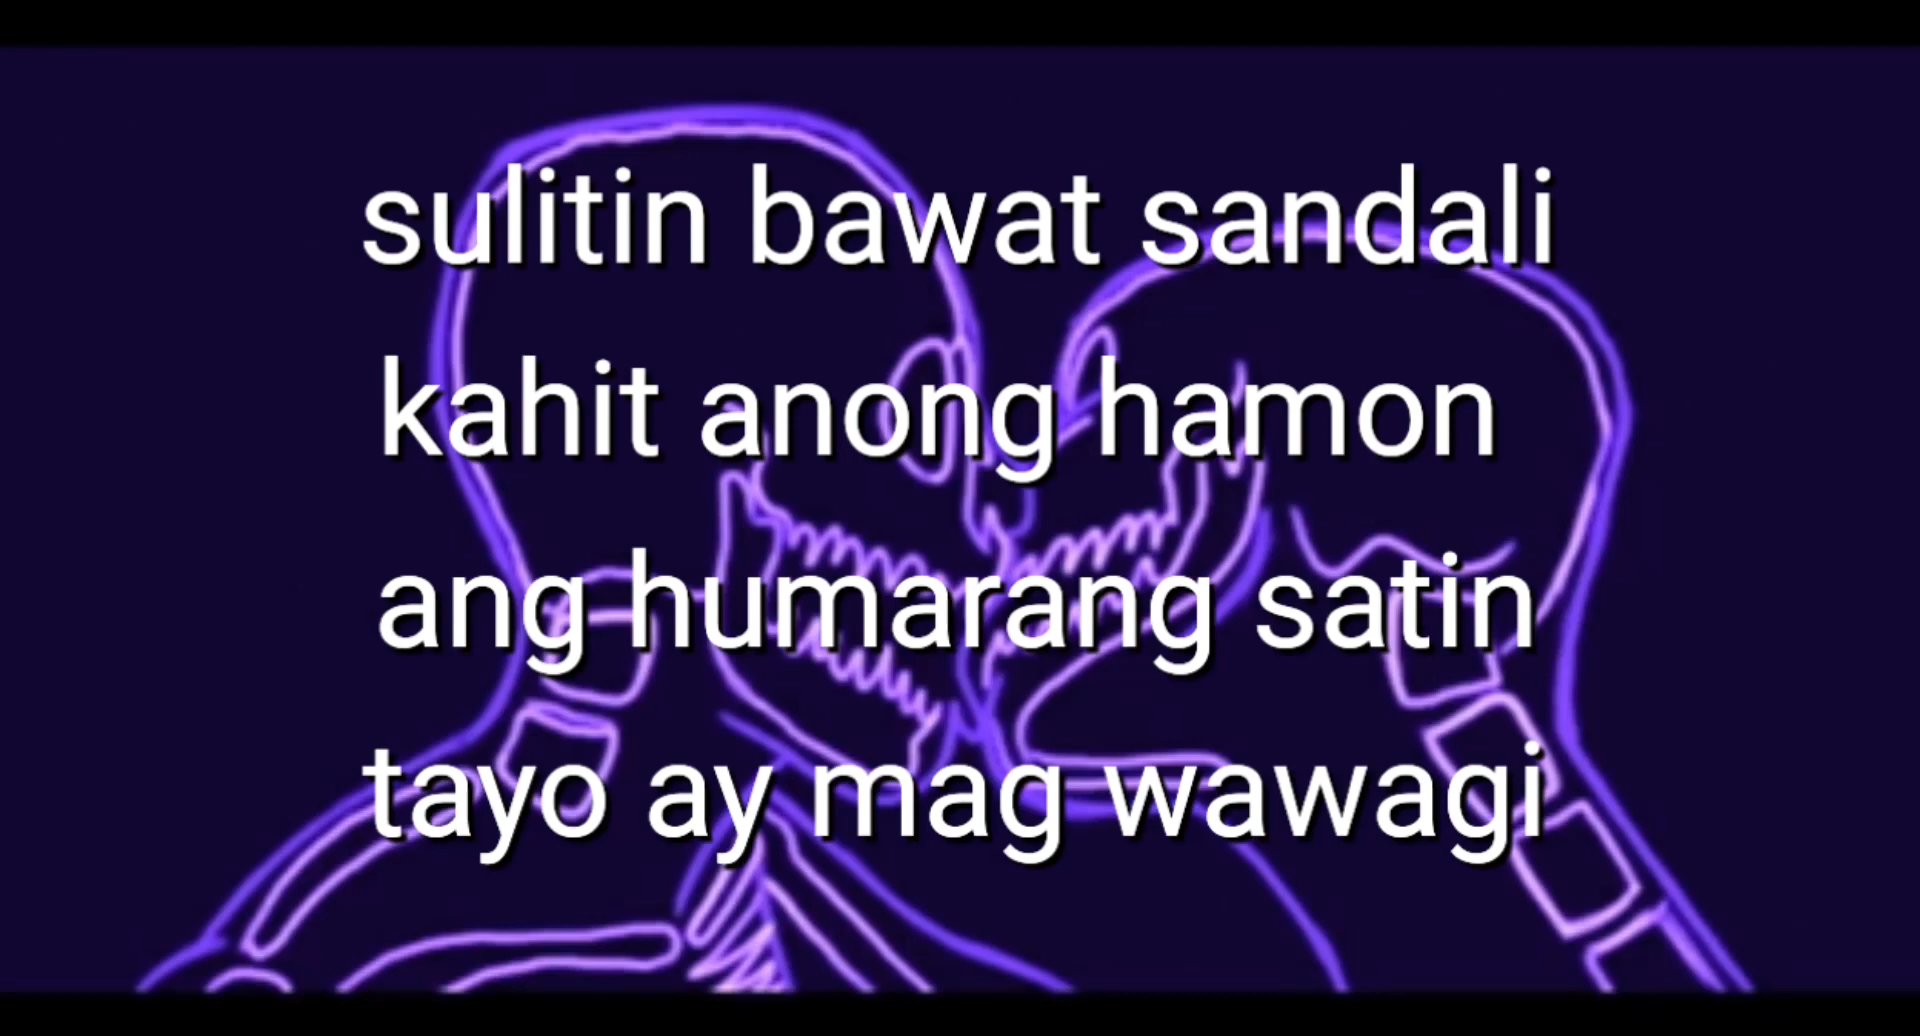 sulitin bawat sandali
kahit anong hamon
ang humarang satin
tayo ay mag wawagi